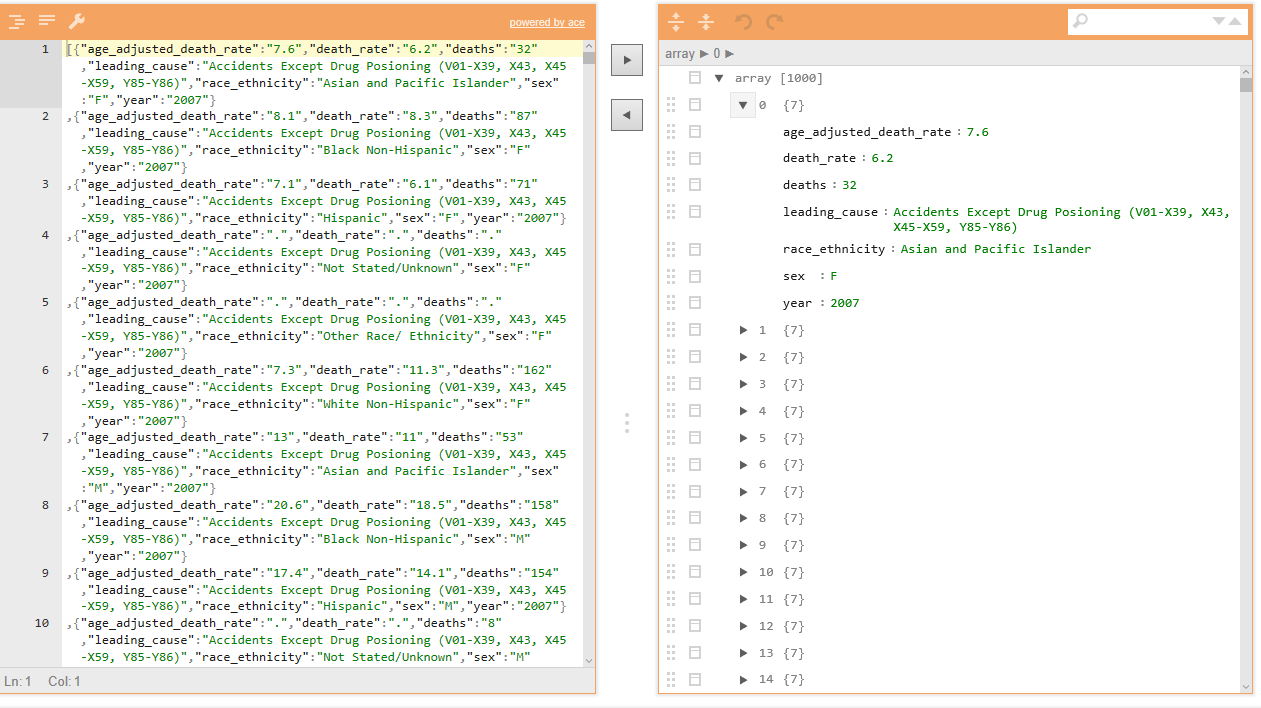 powered by ace
1 [{"age_adjusted_death_rate":"7.6","death_rate":"6.2","deaths":"32"
,"leading_cause":"Accidents Except Drug Posioning (V01-X39, X43, X45
-X59, Y85-Y86)","race_ethnicity":"Asian and Pacific Islander","sex"
:"F","year":"2007"}
2 ,{"age_adjusted_death_rate":"8.1","death_rate":"8.3","deaths":"87"
,"leading_cause":"Accidents Except Drug Posioning (V01-X39, X43, X45
-X59, Y85-Y86)","race_ethnicity":"Black Non-Hispanic","sex":"F"
,"year":"2007"}
3 ,{"age_adjusted_death_rate":"7.1","death_rate":"6.1","deaths":"71"
,"leading_cause":"Accidents Except Drug Posioning (V01-X39, X43, X45
-X59, Y85-Y86)","race_ethnicity":"Hispanic","sex":"F","year":"2007"}
4 ,{"age_adjusted_death_rate":".","death_rate":".","deaths":"."
,"leading_cause":"Accidents Except Drug Posioning (V01-X39, X43, X45
-X59, Y85-Y86)","race_ethnicity":"Not Stated/Unknown","sex":"F"
,"year":"2007"}
5 ,{"age_adjusted_death_rate":".","death_rate":".","deaths":"."
,"leading_cause":"Accidents Except Drug Posioning (V01-X39, X43, X45
-X59, Y85-Y86)","race_ethnicity":"Other Race/ Ethnicity","sex":"F"
,"year":"2007"}
6 ,{"age_adjusted_death_rate":"7.3","death_rate":"11.3","deaths":"162"
,"leading_cause":"Accidents Except Drug Posioning (V01-X39, X43, X45
-X59, Y85-Y86)","race_ethnicity":"White Non-Hispanic","sex":"F"
,"year":"2007"}
7 ,{"age_adjusted_death_rate":"13","death_rate":"11","deaths":"53"
,"leading_cause":"Accidents Except Drug Posioning (V01-X39, X43, X45
-X59, Y85-Y86)","race_ethnicity":"Asian and Pacific Islander","sex"
:"M","year":"2007"}
8 ,{"age_adjusted_death_rate":"20.6","death_rate":"18.5","deaths":"158"
,"leading_cause":"Accidents Except Drug Posioning (V01-X39, X43, X45
-X59, Y85-Y86)","race_ethnicity":"Black Non-Hispanic","sex":"M"
,"year":"2007"}
9 ,{"age_adjusted_death_rate":"17.4","death_rate":"14.1","deaths":"154"
,"leading_cause":"Accidents Except Drug Posioning (V01-X39, X43, X45
-X59, Y85-Y86)","race_ethnicity":"Hispanic","sex":"M","year":"2007"}
10 ,{"age_adjusted_death_rate":".","death_rate":".","deaths":"8"
,"leading_cause":"Accidents Except Drug Posioning (V01-X39, X43, X45
-X59, Y85-Y86)","race_ethnicity":"Not Stated/Unknown","sex":"M"
Ln: 1 Col: 1
array ▶ 0 ▶
▼ array [1000]
▼ 0 {7}
age_adjusted_death_rate : 7.6
death_rate : 6.2
deaths : 32
leading_cause : Accidents Except Drug Posioning (V01-X39, X43,
X45-X59, Y85-Y86)
race_ethnicity : Asian and Pacific Islander
sex : F
year : 2007
▶ 1 {7}
▶ 2 {7}
▶ 3 {7}
▶ 4 {7}
▶ 5 {7}
▶ 6 {7}
▶ 7 {7}
▶ 8 {7}
▶ 9 {7}
▶ 10 {7}
▶ 11 {7}
▶ 12 {7}
▶ 13 {7}
▶ 14 {7}